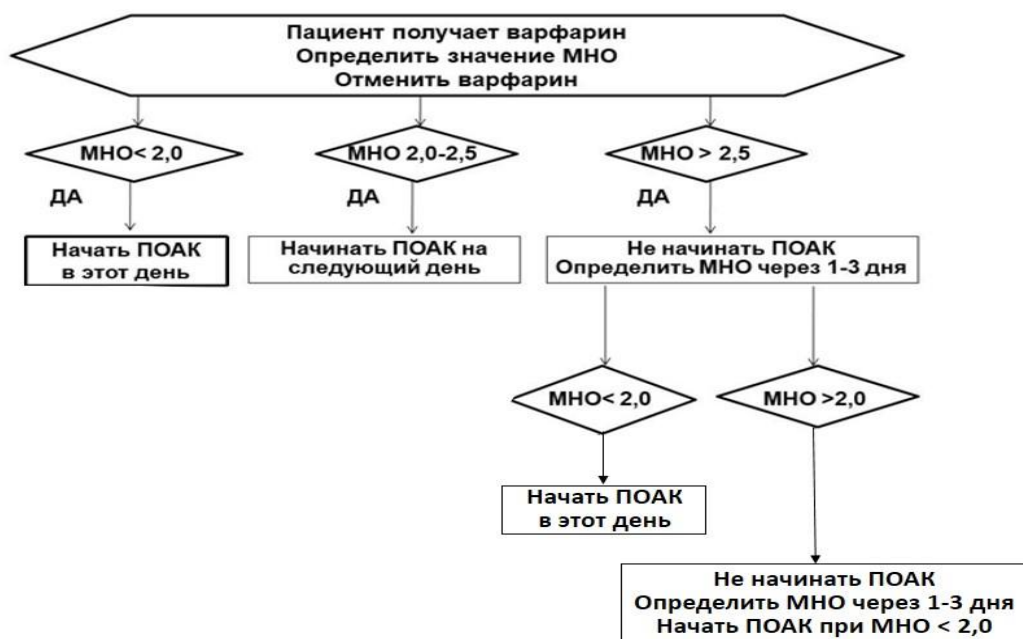 Пациент получает варфарин
Определить значение МНО
Отменить варфарин
МНО< 2,0
МНО 2,0-2,5
МНО > 2,5
ДА
ДА
ДА
Начать ПОАК
в этот день
Начинать ПОАК на
следующий день
Не начинать ПОАК
Определить МНО через 1-3 дня
МНО< 2,0
МНО >2,0
Начать ПОАК
в этот день
Не начинать ПОАК
Определить МНО через 1-3 дня
Начать ПОАК при МНО < 2,0